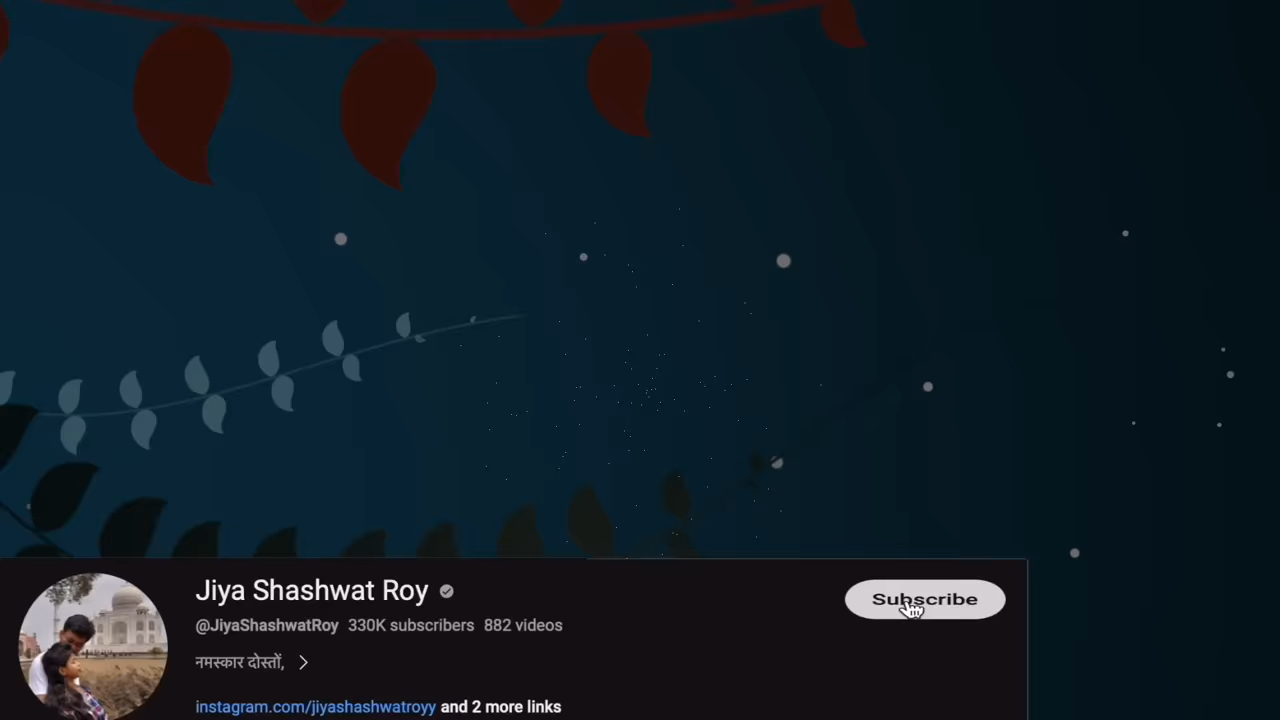 Jiya Shashwat Roy
Subscribe
@JiyaShashwatRoy 330K subscribers 882 videos
नमस्कार दोस्तों,
instagram.com/jiyashashwatroyy and 2 more links